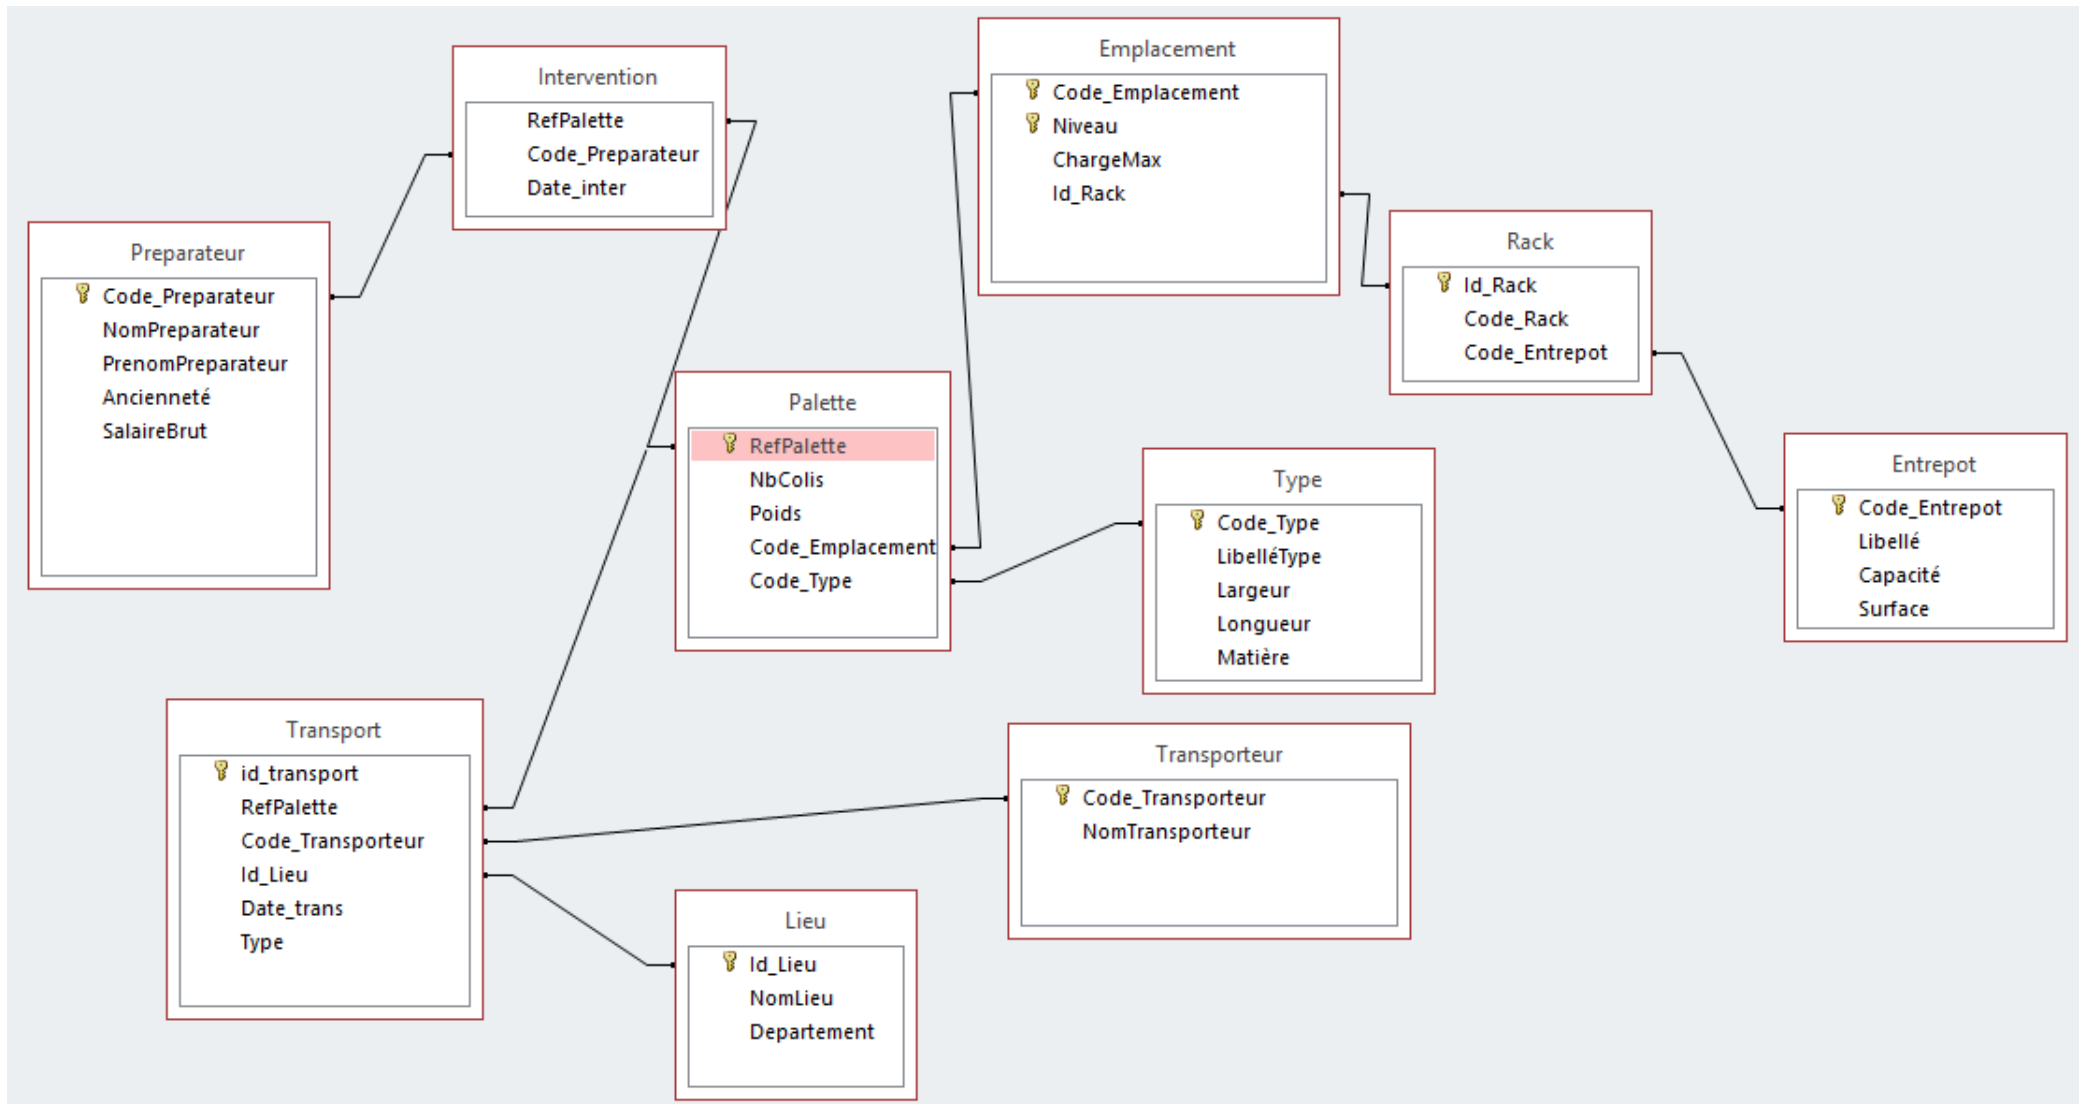 Intervention
RefPalette
Code_Preparateur
Date_inter
Emplacement
Code_Emplacement
Niveau
ChargeMax
Id_Rack
Preparateur
Code_Preparateur
NomPreparateur
PrenomPreparateur
Ancienneté
SalaireBrut
Rack
Id_Rack
Code_Rack
Code_Entrepot
Palette
RefPalette
NbColis
Poids
Code_Emplacement
Code_Type
Type
Code_Type
LibelléType
Largeur
Longueur
Matière
Entrepot
Code_Entrepot
Libellé
Capacité
Surface
Transport
id_transport
RefPalette
Code_Transporteur
Id_Lieu
Date_trans
Type
Transporteur
Code_Transporteur
NomTransporteur
Lieu
Id_Lieu
NomLieu
Departement